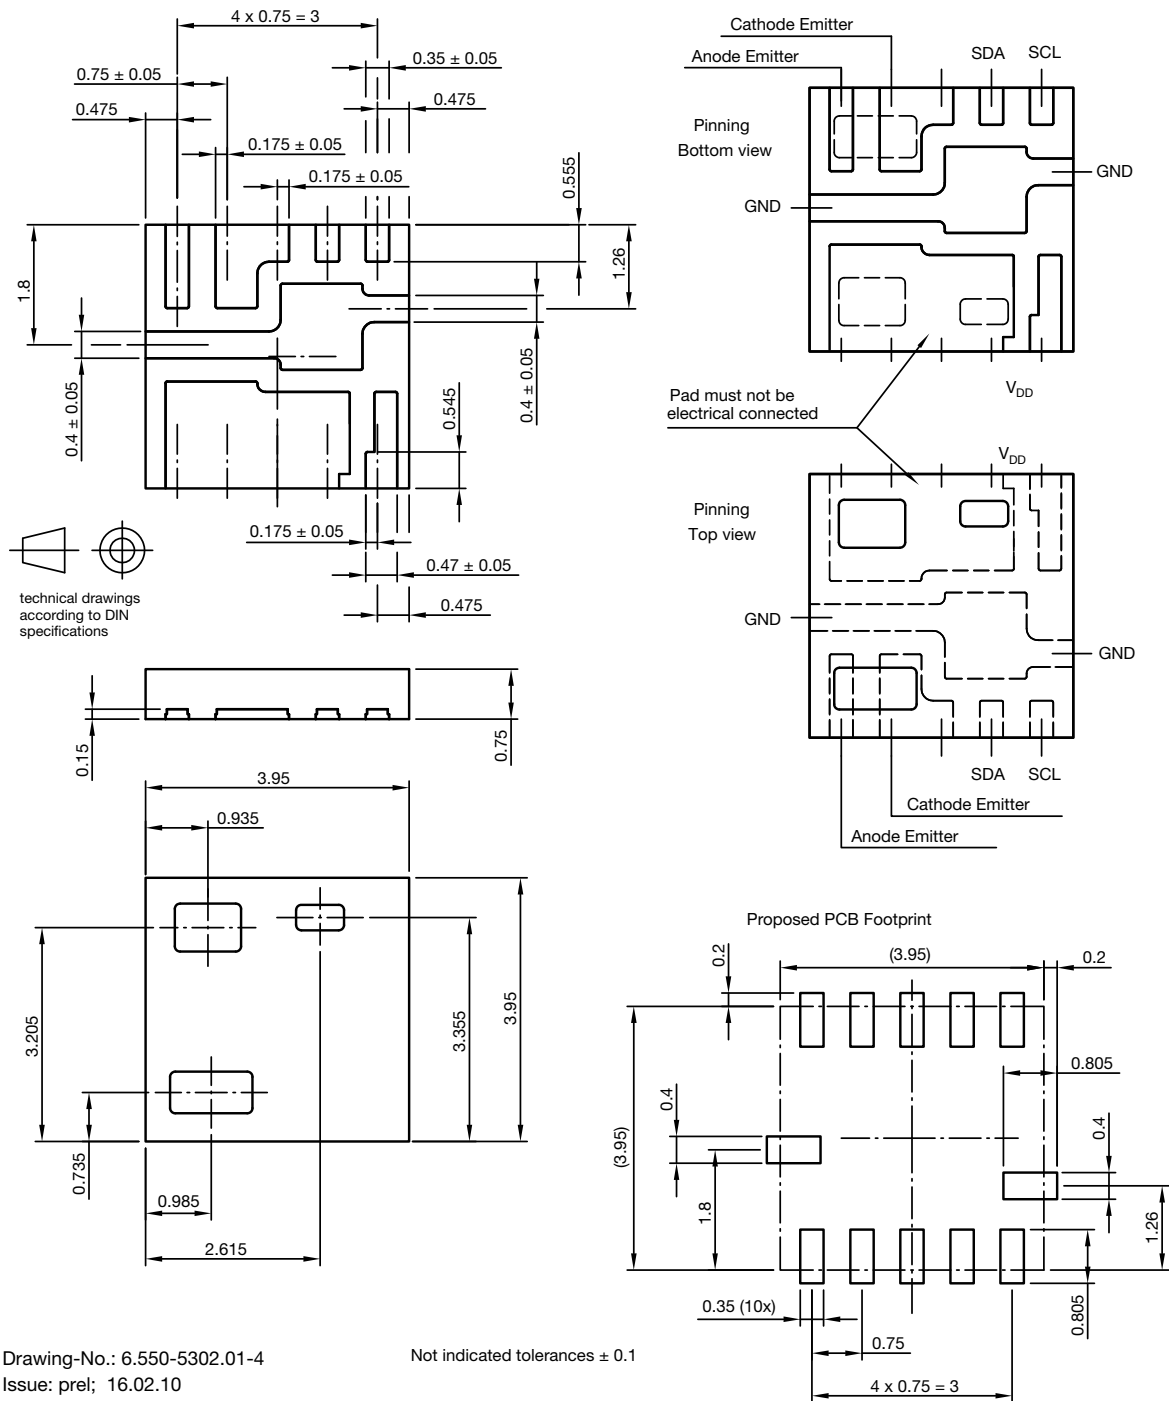 4 x 0.75 = 3
0.75 ± 0.05
0.35 ± 0.05
0.475
0.475
0.175 ± 0.05
0.175 ± 0.05
0.555
1.26
1.8
0.4 ± 0.05
0.4 ± 0.05
0.545
0.175 ± 0.05
0.47 ± 0.05
0.475
technical drawings
according to DIN
specifications
0.15
0.75
3.95
0.935
3.205
3.355
3.95
0.735
0.985
2.615
Cathode Emitter
Anode Emitter
SDA
SCL
Pinning
Bottom view
GND
GND
VDD
Pad must not be
electrical connected
VDD
Pinning
Top view
GND
GND
SDA
SCL
Cathode Emitter
Anode Emitter
Proposed PCB Footprint
0.2
(3.95)
0.2
0.805
0.4
0.4
(3.95)
1.8
1.26
0.35 (10x)
0.805
0.75
4 x 0.75 = 3
Drawing-No.: 6.550-5302.01-4
Not indicated tolerances ± 0.1
Issue: prel; 16.02.10